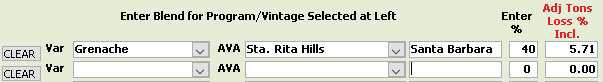 Enter Blend for Program/Vintage Selected at Left Enter % Adj Tons Loss % Incl.
CLEAR Var Grenache AVA Sta. Rita Hills Santa Barbara 40 5.71
CLEAR Var AVA 0 0.00